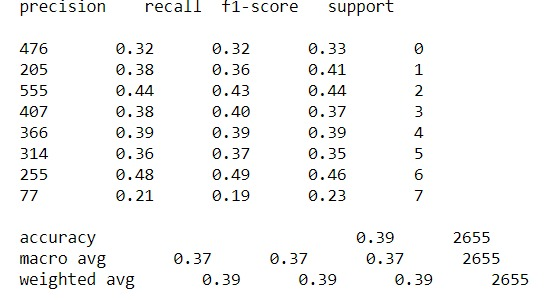 precision recall f1-score support
476 0.32 0.32 0.33 0
205 0.38 0.36 0.41 1
555 0.44 0.43 0.44 2
407 0.38 0.40 0.37 3
366 0.39 0.39 0.39 4
314 0.36 0.37 0.35 5
255 0.48 0.49 0.46 6
77 0.21 0.19 0.23 7
accuracy 0.39 2655
macro avg 0.37 0.37 0.37 2655
weighted avg 0.39 0.39 0.39 2655